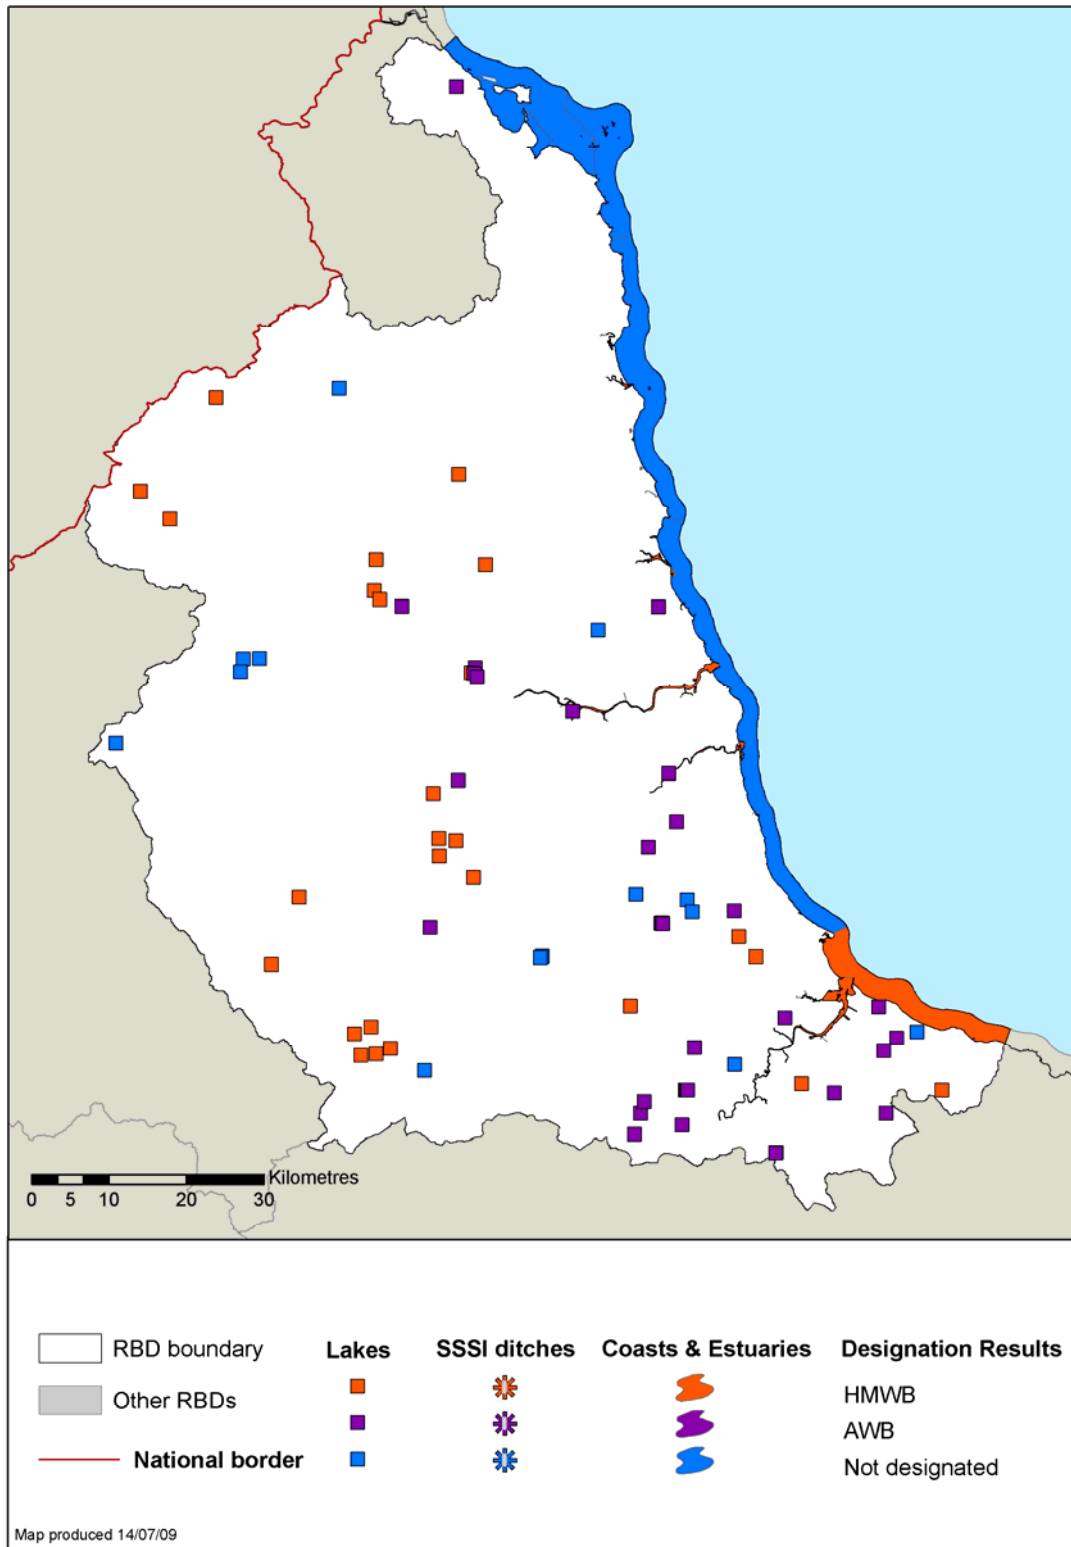 Kilometres
0 5 10 20 30
RBD boundary
Other RBDs
National border
Lakes
SSSI ditches
Coasts & Estuaries
Designation Results
HMWB
AWB
Not designated
Map produced 14/07/09